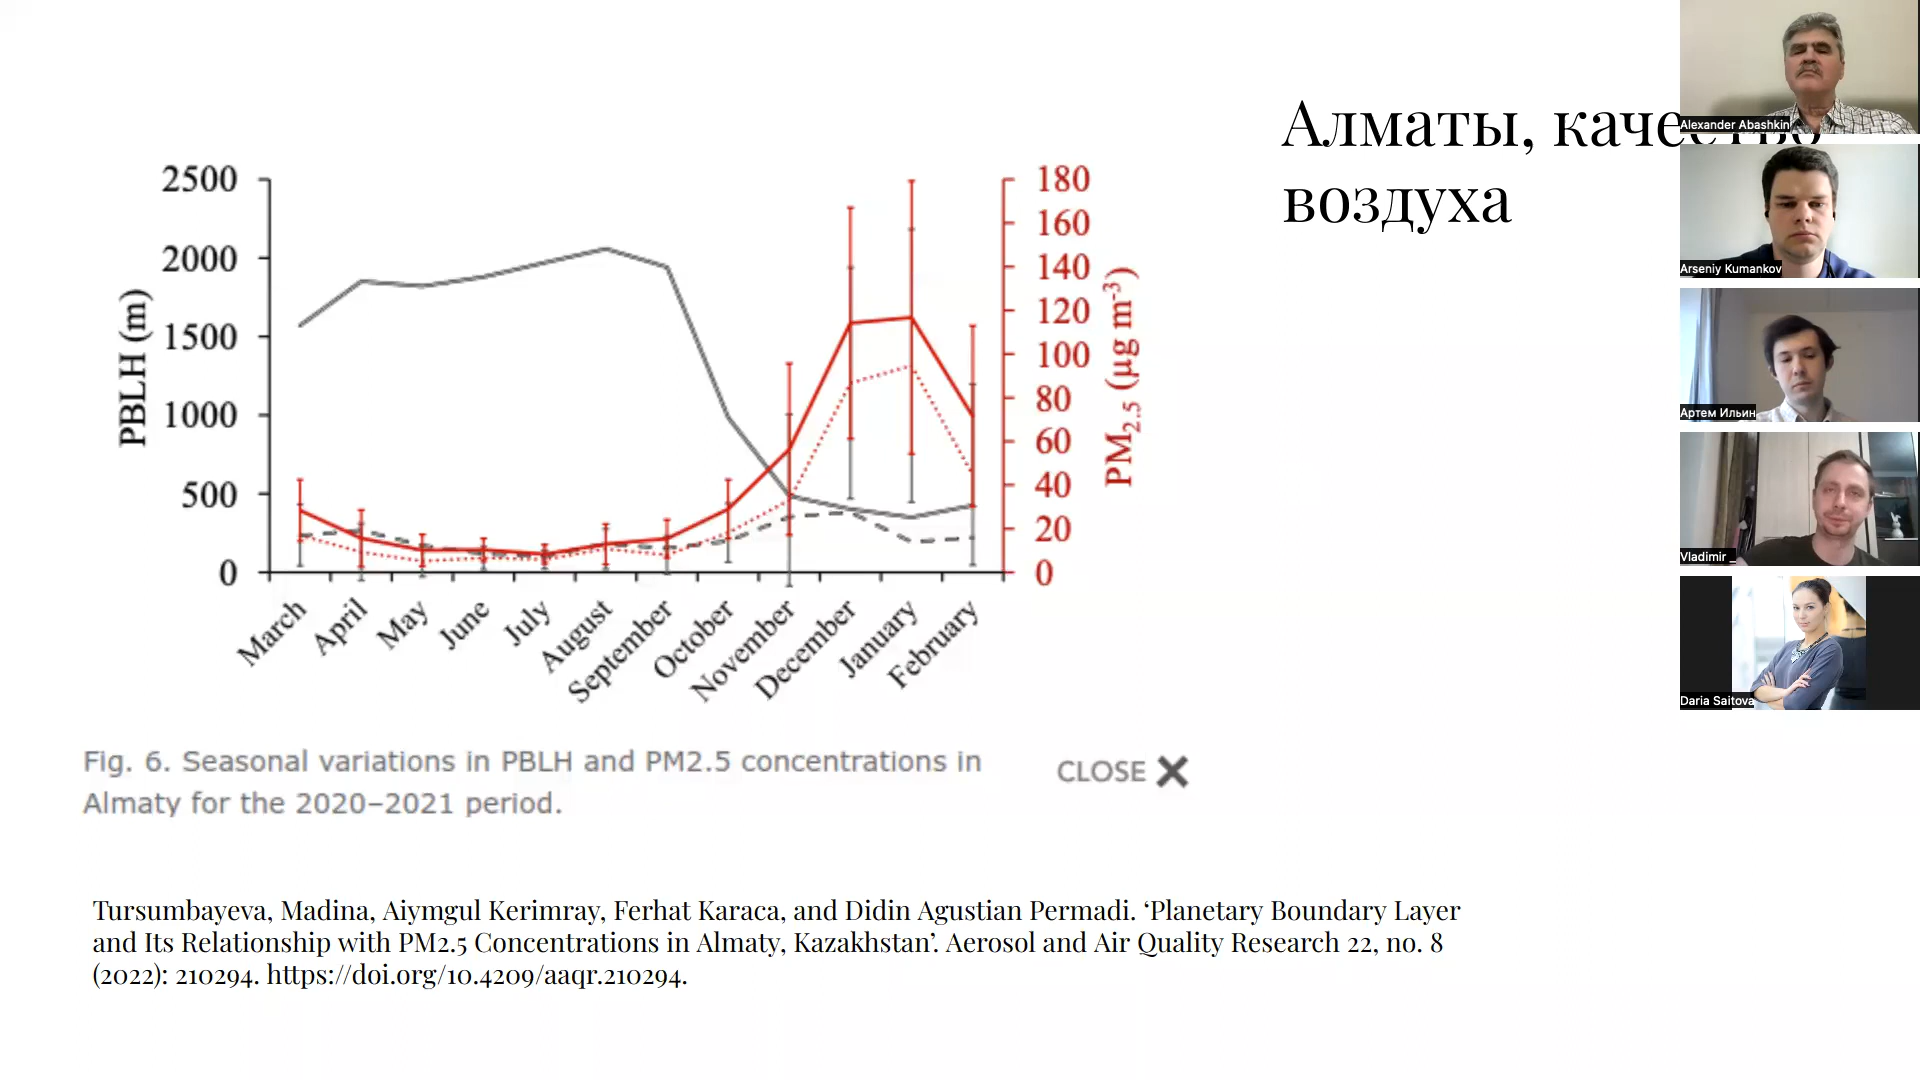 Алматы, качество
воздуха
2500
2000
1500
1000
500
0
PBLH (m)
180
160
140
120
100
80
60
40
20
0
PM2.5 (µg m-3)
March
April
May
June
July
August
September
October
November
December
January
February
Fig. 6. Seasonal variations in PBLH and PM2.5 concentrations in
Almaty for the 2020–2021 period.
CLOSE
Tursumbayeva, Madina, Aiymgul Kerimray, Ferhat Karaca, and Didin Agustian Permadi. ‘Planetary Boundary Layer
and Its Relationship with PM2.5 Concentrations in Almaty, Kazakhstan’. Aerosol and Air Quality Research 22, no. 8
(2022): 210294. https://doi.org/10.4209/aaqr.210294.
Alexander Abashkin
Arseniy Kumankov
Артем Ильин
Vladimir _
Daria Saitova